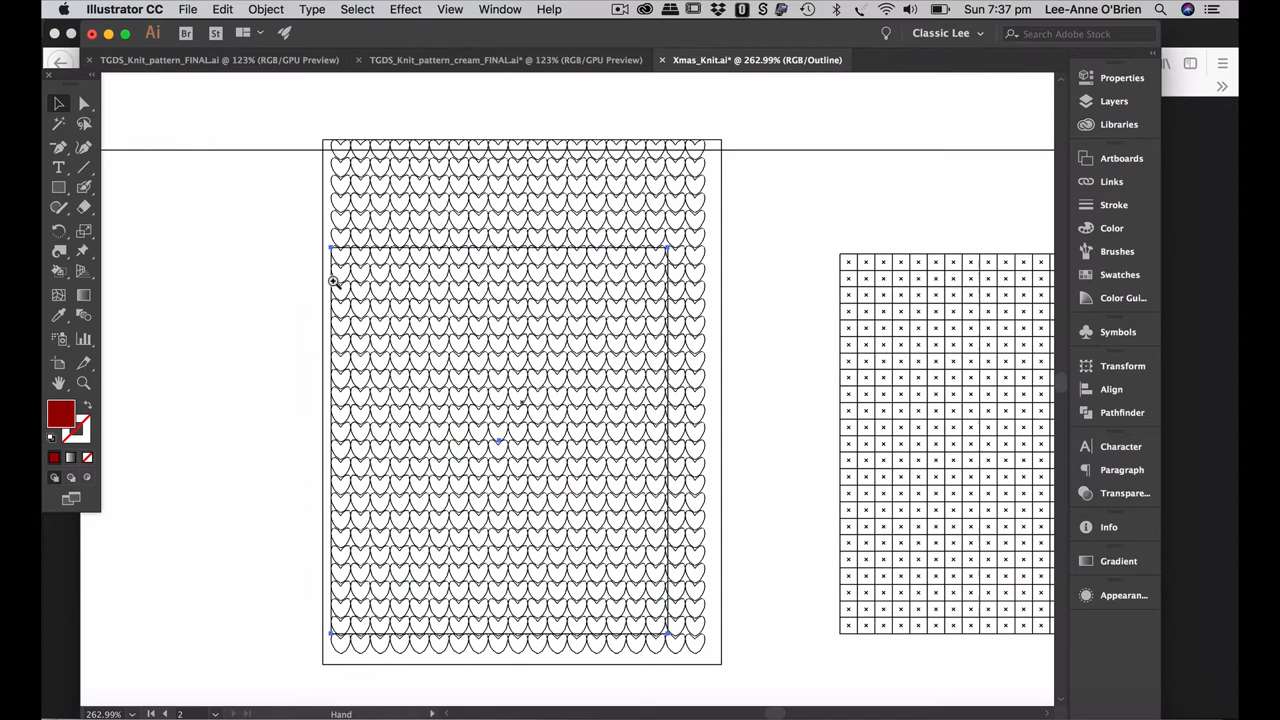 Illustrator CC File Edit Object Type Select Effect View Window Help Sun 7:37 pm Lee-Anne O'Brien
Ai Br St Classic Lee Search Adobe Stock
TGDS_Knit_pattern_FINAL.ai @ 123% (RGB/GPU Preview) TGDS_Knit_pattern_cream_FINAL.ai* @ 123% (RGB/GPU Preview) Xmas_Knit.ai* @ 262.99% (RGB/Outline)
Properties
Layers
Libraries
Artboards
Links
Stroke
Color
Brushes
Swatches
Color Gui...
Symbols
Transform
Align
Pathfinder
Character
Paragraph
Transpare...
Info
Gradient
Appearan...
262.99% 2 Hand